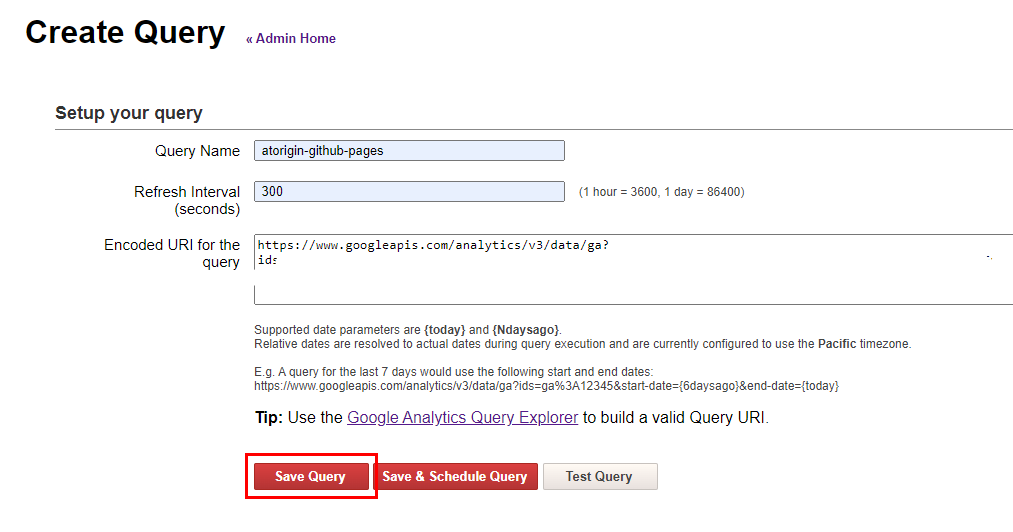 Create Query « Admin Home
Setup your query
Query Name atorigin-github-pages
Refresh Interval 300 (1 hour = 3600, 1 day = 86400)
(seconds)
Encoded URI for the https://www.googleapis.com/analytics/v3/data/ga?
query ids
Supported date parameters are {today} and {Ndaysago}.
Relative dates are resolved to actual dates during query execution and are currently configured to use the Pacific timezone.
E.g. A query for the last 7 days would use the following start and end dates:
https://www.googleapis.com/analytics/v3/data/ga?ids=ga%3A12345&start-date={6daysago}&end-date={today}
Tip: Use the Google Analytics Query Explorer to build a valid Query URI.
Save Query Save & Schedule Query Test Query